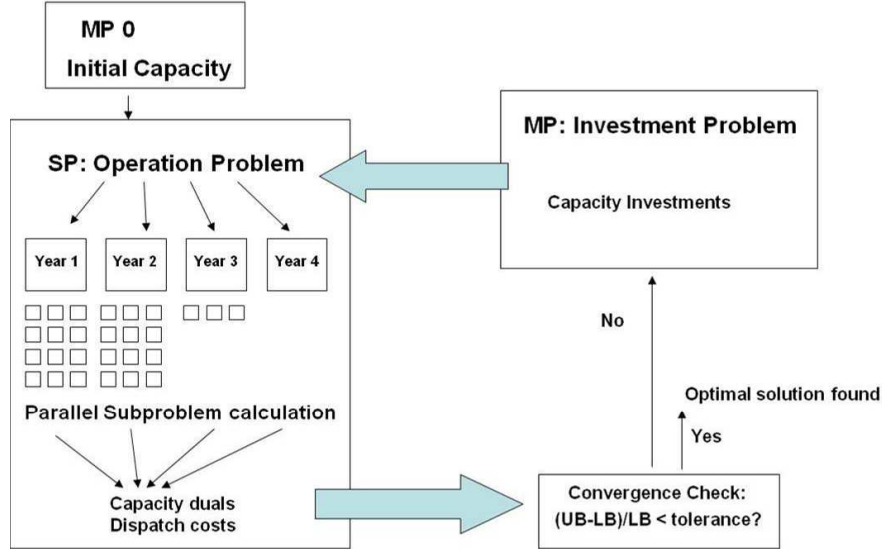 MP 0
Initial Capacity
SP: Operation Problem
Year 1
Year 2
Year 3
Year 4
Parallel Subproblem calculation
Capacity duals
Dispatch costs
MP: Investment Problem
Capacity Investments
No
Optimal solution found
Yes
Convergence Check:
(UB-LB)/LB < tolerance?